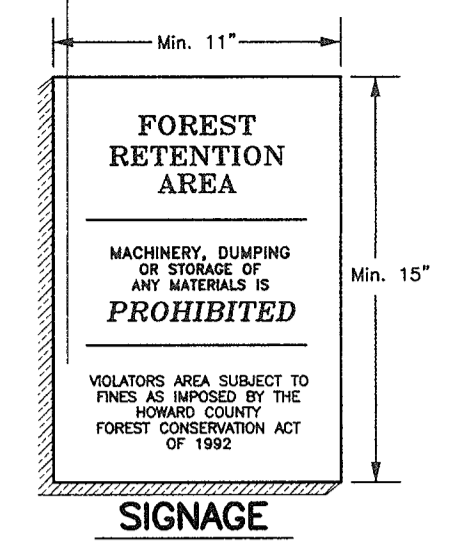 Min. 11"
FOREST
RETENTION
AREA
MACHINERY, DUMPING
OR STORAGE OF
ANY MATERIALS IS
PROHIBITED
Min. 15"
VIOLATORS AREA SUBJECT TO
FINES AS IMPOSED BY THE
HOWARD COUNTY
FOREST CONSERVATION ACT
OF 1992
SIGNAGE